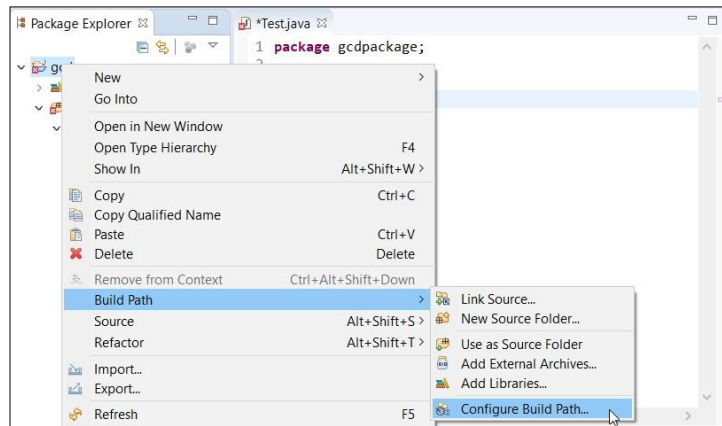 Package Explorer
*Test.java
1 package gcdpackage;
2
New
Go Into
Open in New Window
Open Type Hierarchy F4
Show In Alt+Shift+W >
Copy Ctrl+C
Copy Qualified Name
Paste Ctrl+V
Delete Delete
Remove from Context Ctrl+Alt+Shift+Down
Build Path
Source Alt+Shift+S >
Refactor Alt+Shift+T >
Import...
Export...
Refresh F5
Link Source...
New Source Folder...
Use as Source Folder
Add External Archives...
Add Libraries...
Configure Build Path...